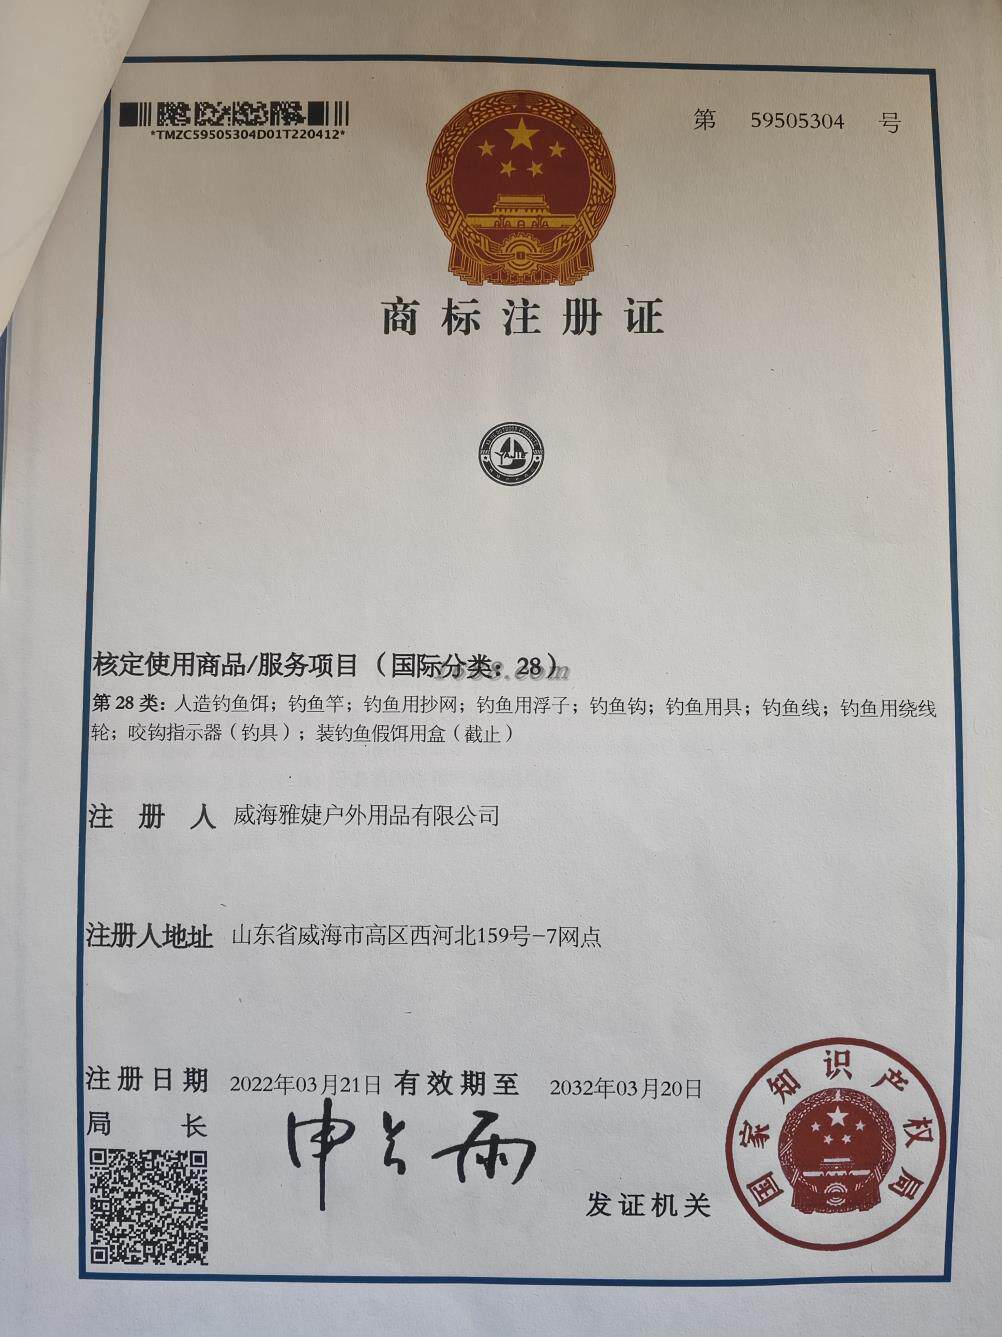 *TMZC59505304D01T220412*
第 59505304 号
商标注册证
YAJIE
核定使用商品/服务项目（国际分类：28）
第 28 类：人造钓鱼饵；钓鱼竿；钓鱼用抄网；钓鱼用浮子；钓鱼钩；钓鱼用具；钓鱼线；钓鱼用绕线
轮；咬钩指示器（钓具）；装钓鱼假饵用盒（截止）
注 册 人 威海雅婕户外用品有限公司
注册人地址 山东省威海市高区西河北159号-7网点
注册日期 2022年03月21日 有效期至 2032年03月20日
局 长 申长雨
发证机关
国家知识产权局